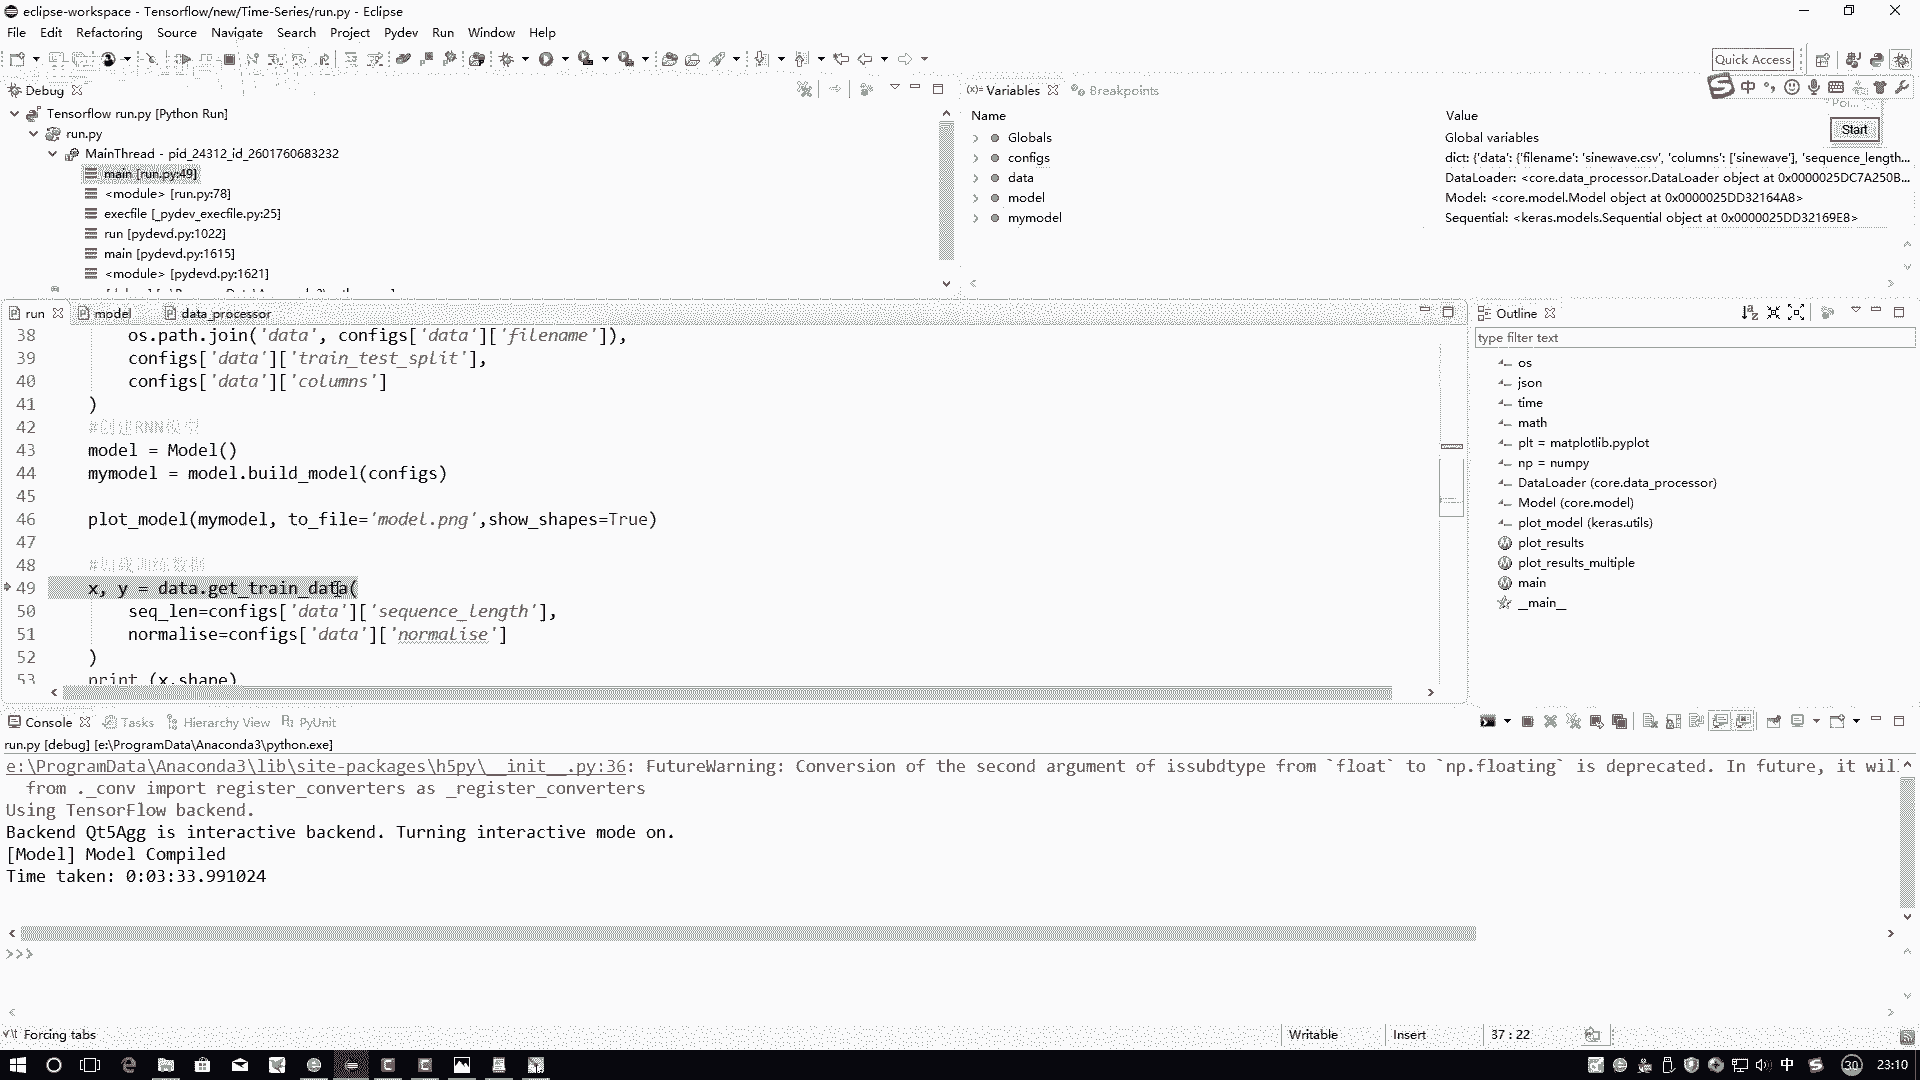 eclipse-workspace - Tensorflow/new/Time-Series/run.py - Eclipse
File Edit Refactoring Source Navigate Search Project Pydev Run Window Help
Quick Access
Debug
Tensorflow run.py [Python Run]
run.py
MainThread - pid_24312_id_2601760683232
main [run.py:49]
<module> [run.py:78]
execfile [_pydev_execfile.py:25]
run [pydevd.py:1022]
main [pydevd.py:1615]
<module> [pydevd.py:1621]
(x)= Variables Breakpoints
中
Start
Name Value
Globals Global variables
configs dict: {'data': {'filename': 'sinewave.csv', 'columns': ['sinewave'], 'sequence_length...
data DataLoader: <core.data_processor.DataLoader object at 0x0000025DC7A250B...
model Model: <core.model.Model object at 0x0000025DD32164A8>
mymodel Sequential: <keras.models.Sequential object at 0x0000025DD32169E8>
run model data_processor
38 os.path.join('data', configs['data']['filename']),
39 configs['data']['train_test_split'],
40 configs['data']['columns']
41 )
42
43 model = Model()
44 mymodel = model.build_model(configs)
45
46 plot_model(mymodel, to_file='model.png',show_shapes=True)
47
48
49 x, y = data.get_train_data(
50 seq_len=configs['data']['sequence_length'],
51 normalise=configs['data']['normalise']
52 )
53 print (x.shape)
Outline
type filter text
os
json
time
math
plt = matplotlib.pyplot
np = numpy
DataLoader (core.data_processor)
Model (core.model)
plot_model (keras.utils)
plot_results
plot_results_multiple
main
__main__
Console Tasks Hierarchy View PyUnit
run.py [debug] [e:\ProgramData\Anaconda3\python.exe]
e:\ProgramData\Anaconda3\lib\site-packages\h5py\__init__.py:36: FutureWarning: Conversion of the second argument of issubdtype from `float` to `np.floating` is deprecated. In future, it wil
from ._conv import register_converters as _register_converters
Using TensorFlow backend.
Backend Qt5Agg is interactive backend. Turning interactive mode on.
[Model] Model Compiled
Time taken: 0:03:33.991024
>>>
Forcing tabs Writable Insert 37 : 22
中 30 23:10